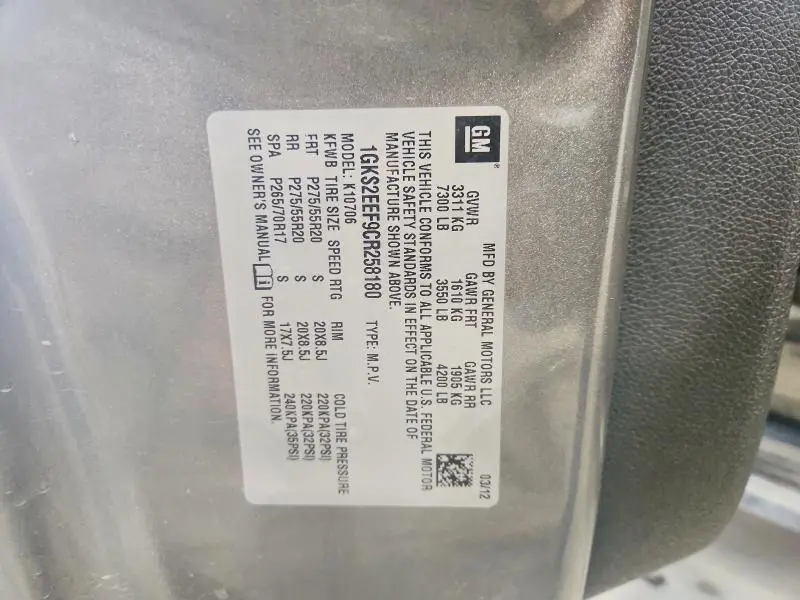 GM®
MFD BY GENERAL MOTORS LLC 03/12
GVWR GAWR FRT GAWR RR
3311 KG 1610 KG 1905 KG
7300 LB 3550 LB 4200 LB
THIS VEHICLE CONFORMS TO ALL APPLICABLE U.S. FEDERAL MOTOR
VEHICLE SAFETY STANDARDS IN EFFECT ON THE DATE OF
MANUFACTURE SHOWN ABOVE.
1GKS2EEF9CR258180 TYPE: M.P.V.
MODEL: K10706
KFWB TIRE SIZE SPEED RTG RIM COLD TIRE PRESSURE
FRT P275/55R20 S 20X8.5J 220KPA(32PSI)
RR P275/55R20 S 20X8.5J 220KPA(32PSI)
SPA P265/70R17 S 17X7.5J 240KPA(35PSI)
SEE OWNER'S MANUAL FOR MORE INFORMATION.